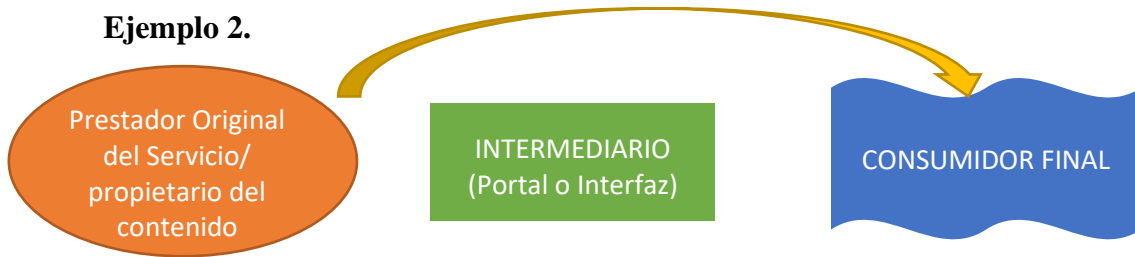 Ejemplo 2.
Prestador Original
del Servicio/
propietario del
contenido
INTERMEDIARIO
(Portal o Interfaz)
CONSUMIDOR FINAL